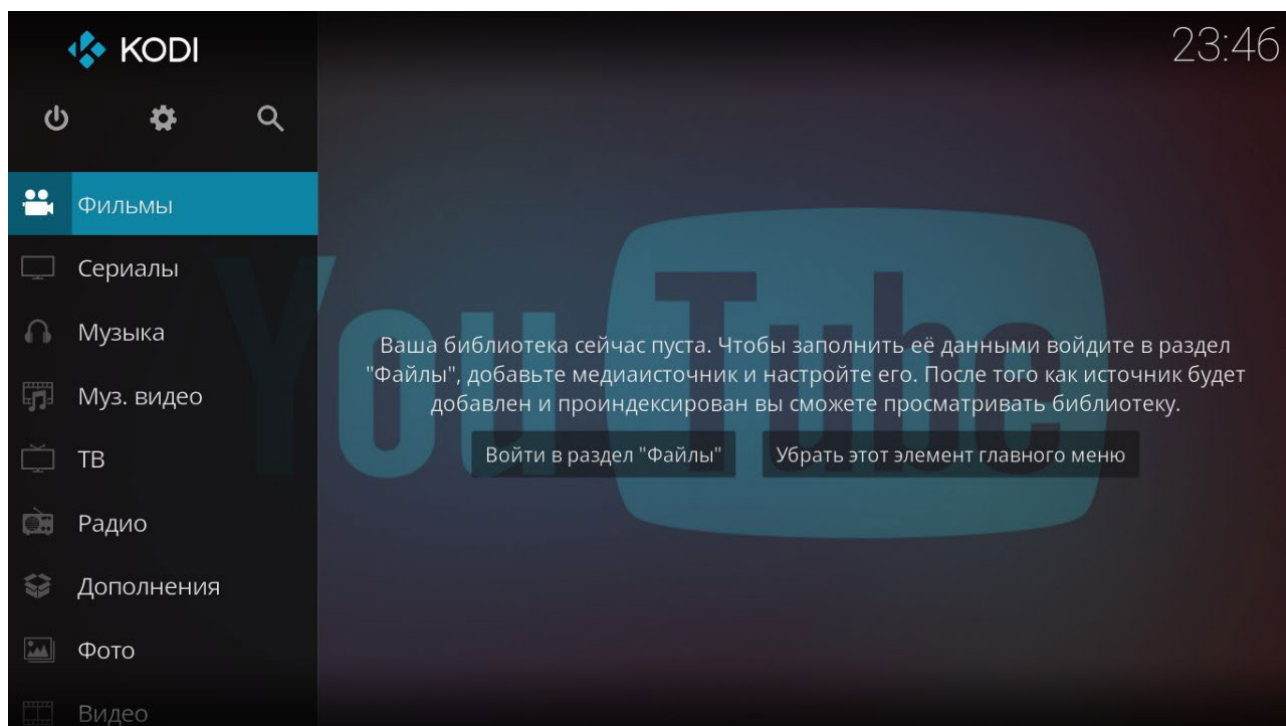 KODI
23:46
Фильмы
Сериалы
Музыка
Муз. видео
ТВ
Радио
Дополнения
Фото
Видео
You Tube
Ваша библиотека сейчас пуста. Чтобы заполнить её данными войдите в раздел
"Файлы", добавьте медиаисточник и настройте его. После того как источник будет
добавлен и проиндексирован вы сможете просматривать библиотеку.
Войти в раздел "Файлы"
Убрать этот элемент главного меню